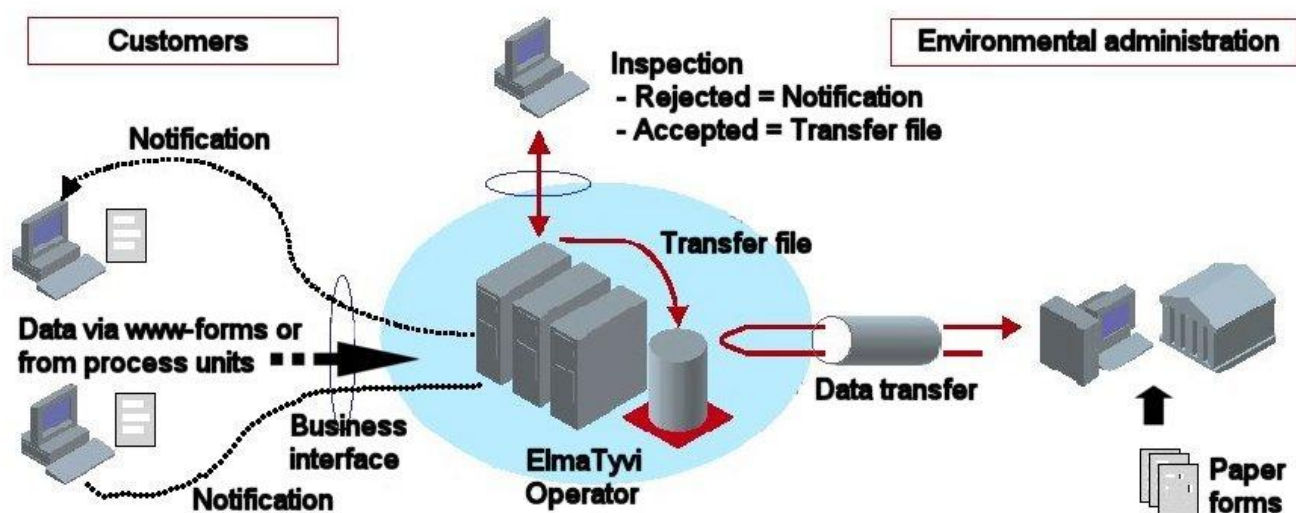 Customers
Environmental administration
Inspection
- Rejected = Notification
- Accepted = Transfer file
Notification
Transfer file
Data via www-forms or
from process units
Data transfer
Business
interface
ElmaTyvi
Operator
Notification
Paper
forms